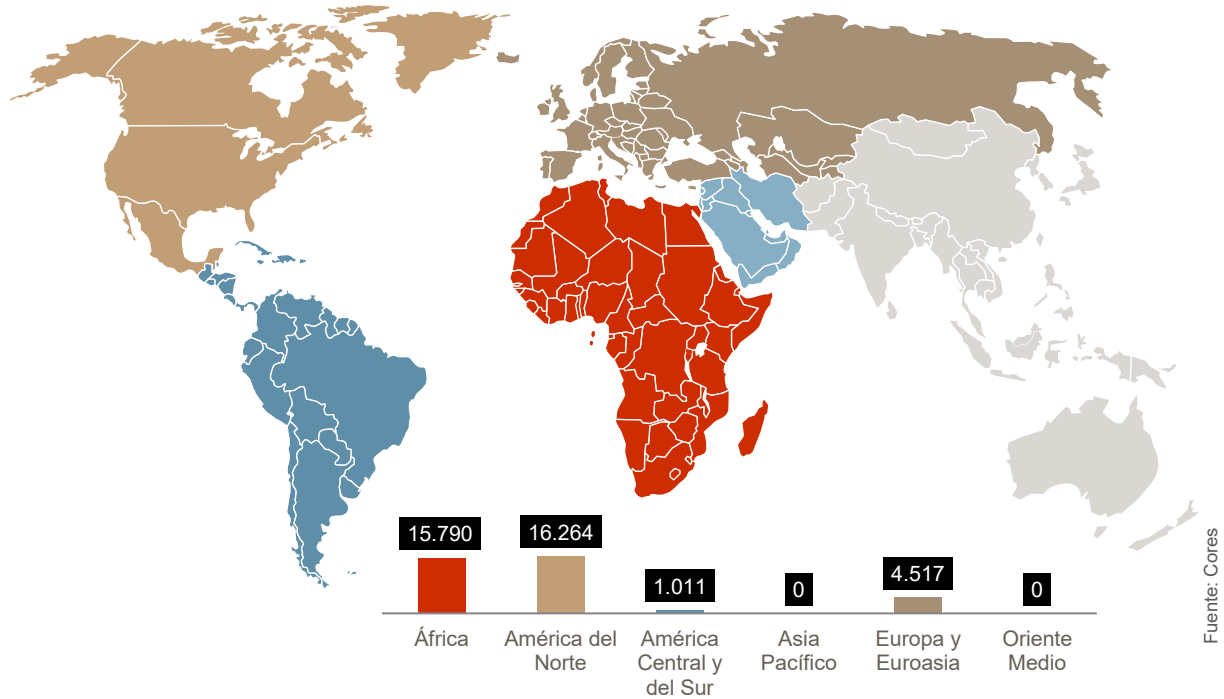 15.790
16.264
1.011
0
4.517
0
África
América del
Norte
América
Central y
del Sur
Asia
Pacífico
Europa y
Euroasia
Oriente
Medio
Fuente: Cores